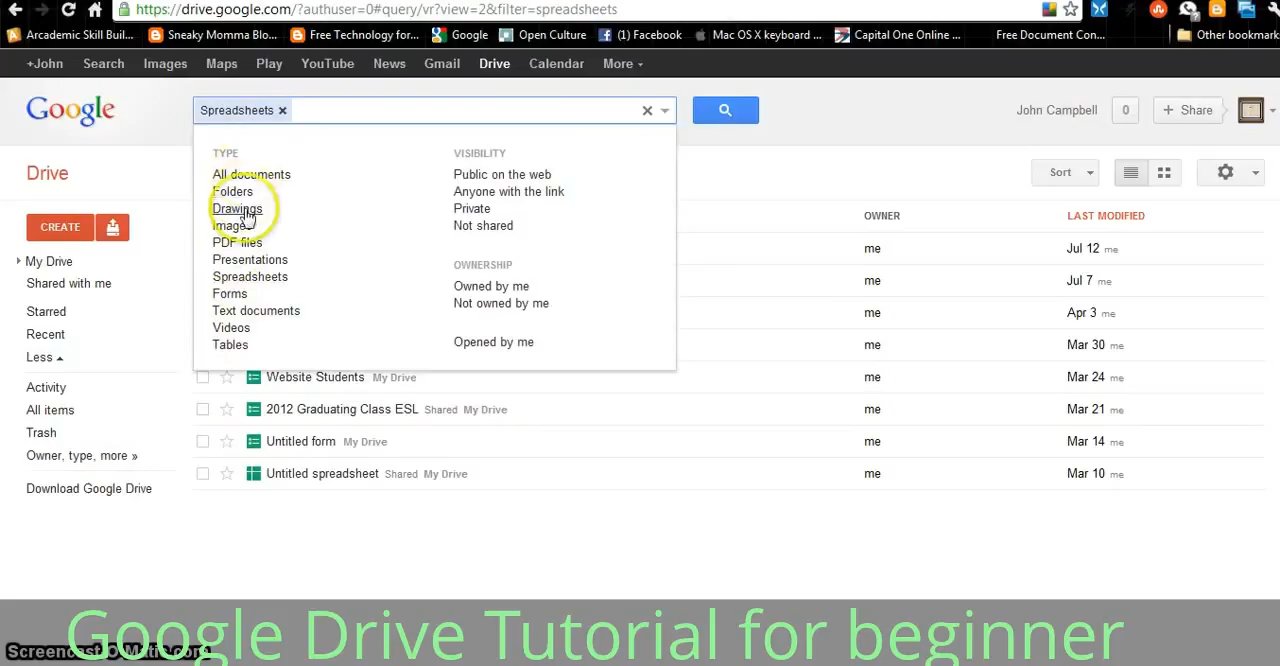 https://drive.google.com/?authuser=0#query/vr?view=2&filter=spreadsheets
Arcademic Skill Buil... Sneaky Momma Blo... Free Technology for... Google Open Culture (1) Facebook Mac OS X keyboard ... Capital One Online ... Free Document Con... Other bookmark
+John Search Images Maps Play YouTube News Gmail Drive Calendar More
Google Spreadsheets × John Campbell 0 + Share
TYPE VISIBILITY
All documents Public on the web
Folders Anyone with the link
Drawings Private
Images Not shared
PDF files
Presentations OWNERSHIP
Spreadsheets Owned by me
Forms Not owned by me
Text documents
Videos Opened by me
Tables
Drive Sort
CREATE OWNER LAST MODIFIED
My Drive me Jul 12 me
Shared with me me Jul 7 me
Starred me Apr 3 me
Recent me Mar 30 me
Less
Website Students My Drive me Mar 24 me
Activity
All items 2012 Graduating Class ESL Shared My Drive me Mar 21 me
Trash Untitled form My Drive me Mar 14 me
Owner, type, more » Untitled spreadsheet Shared My Drive me Mar 10 me
Download Google Drive
Google Drive Tutorial for beginner
Screencast-O-Matic.com